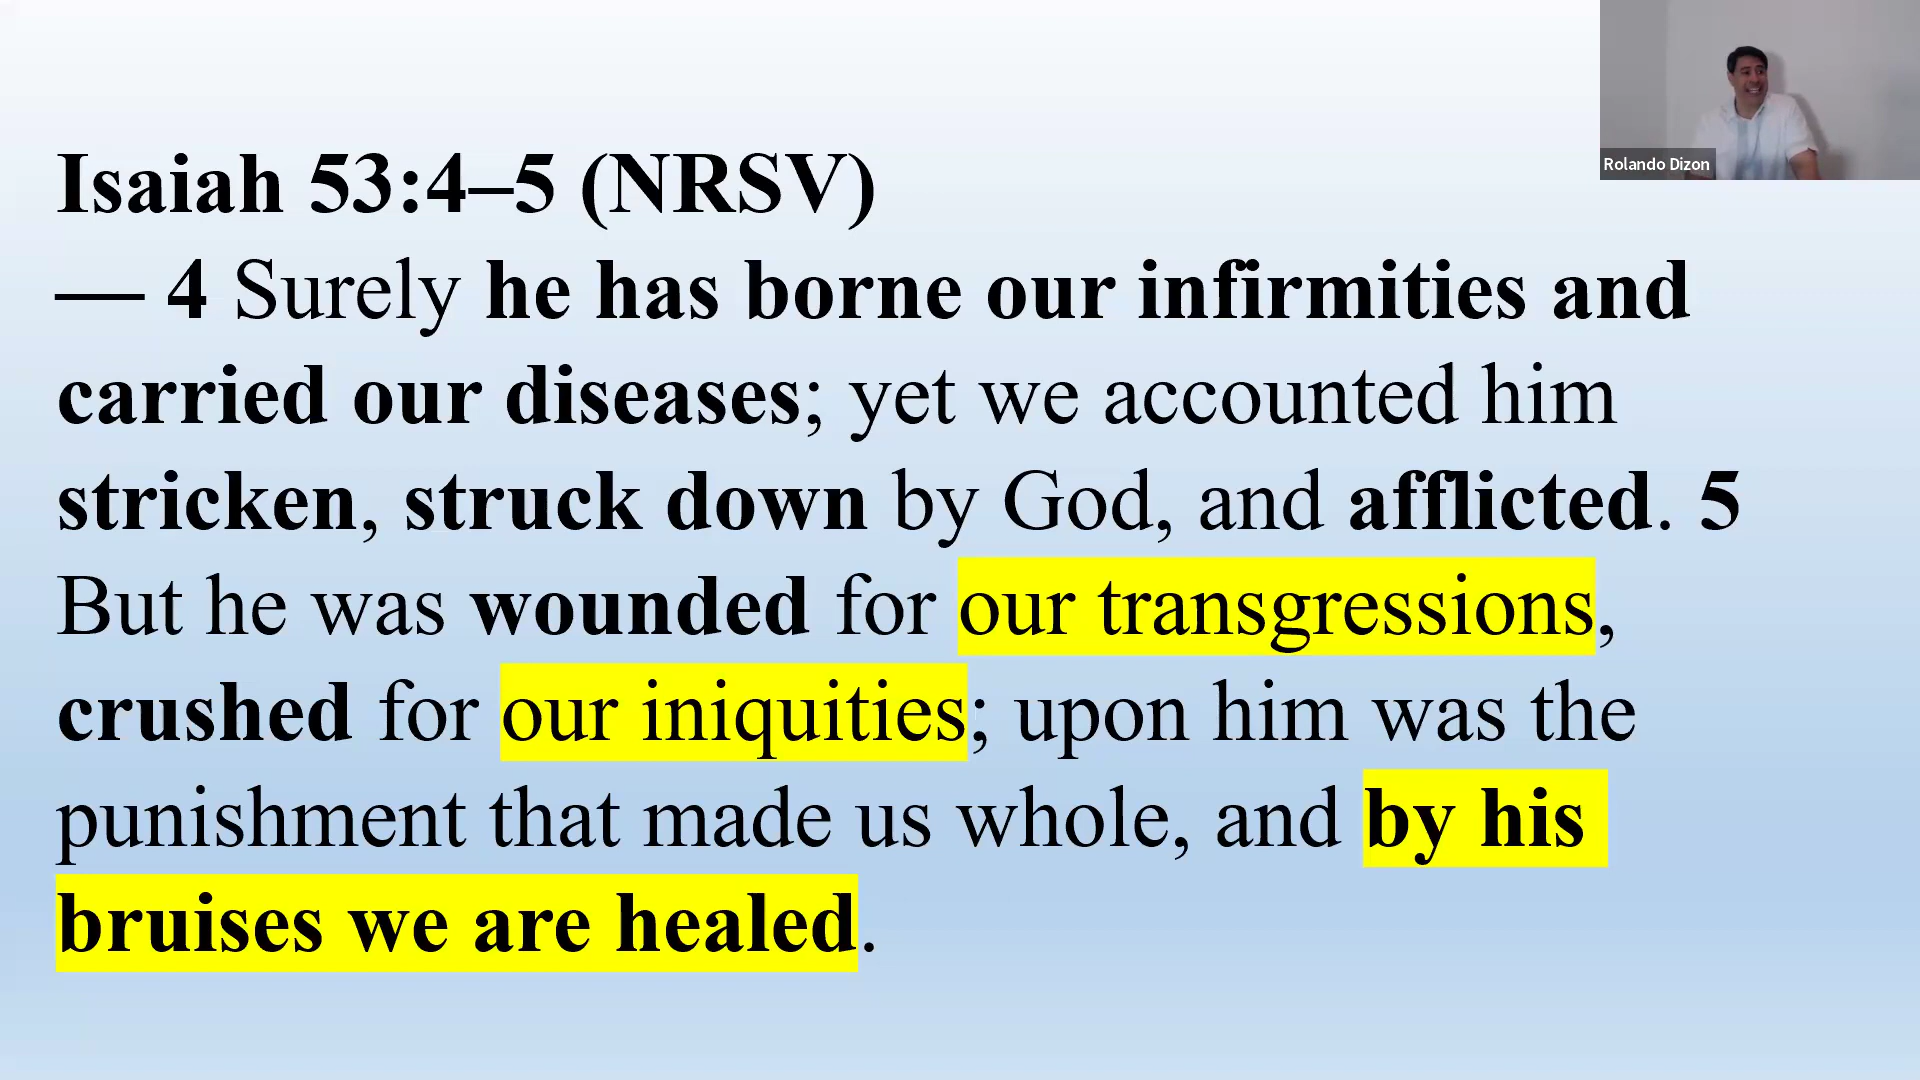 Rolando Dizon
Isaiah 53:4–5 (NRSV)
— 4 Surely he has borne our infirmities and
carried our diseases; yet we accounted him
stricken, struck down by God, and afflicted. 5
But he was wounded for our transgressions,
crushed for our iniquities; upon him was the
punishment that made us whole, and by his
bruises we are healed.